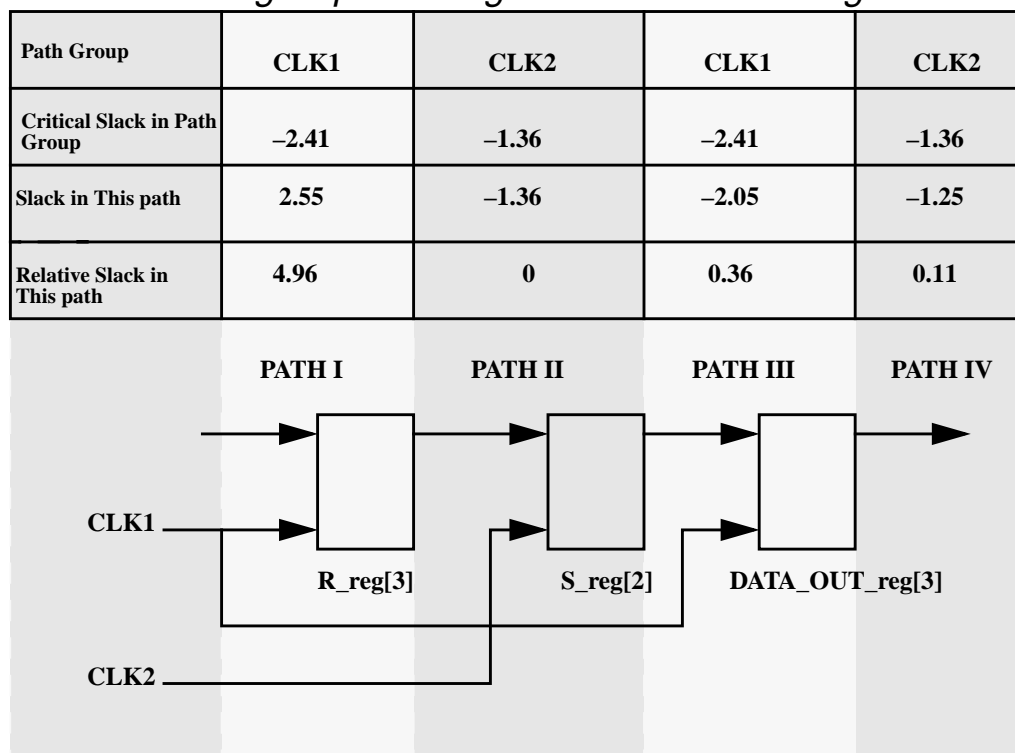 Path Group CLK1 CLK2 CLK1 CLK2
Critical Slack in Path
Group –2.41 –1.36 –2.41 –1.36
Slack in This path 2.55 –1.36 –2.05 –1.25
Relative Slack in
This path 4.96 0 0.36 0.11
PATH I PATH II PATH III PATH IV
CLK1
R_reg[3] S_reg[2] DATA_OUT_reg[3]
CLK2